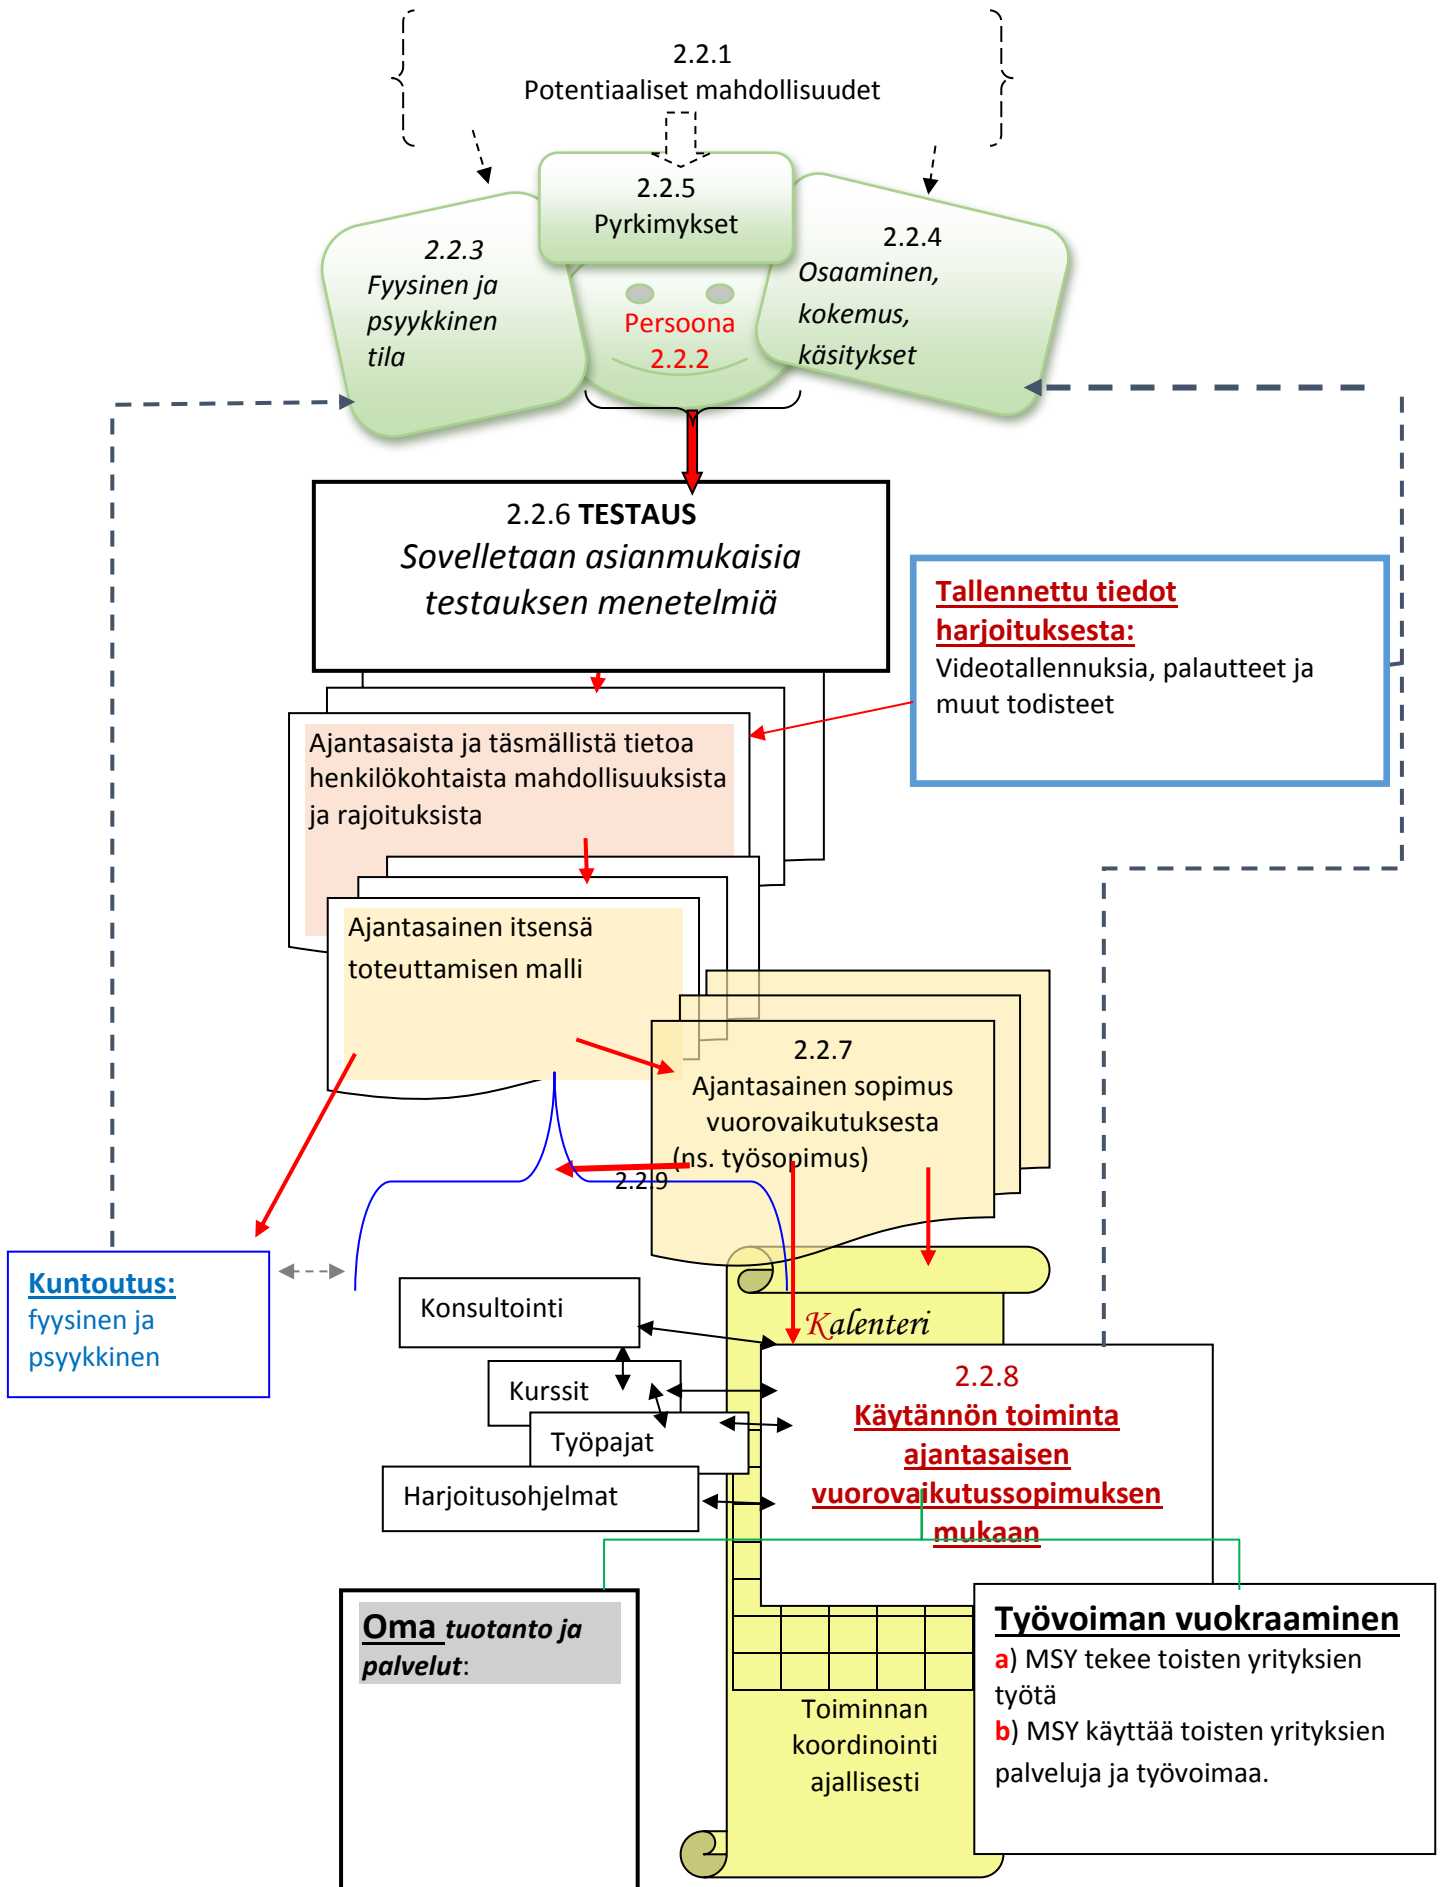 2.2.1
Potentiaaliset mahdollisuudet
2.2.5
Pyrkimykset
2.2.3
Fyysinen ja
psyykkinen
tila
2.2.4
Osaaminen,
kokemus,
käsitykset
Persoona
2.2.2
2.2.6 TESTAUS
Sovelletaan asianmukaisia
testauksen menetelmiä
Tallennettu tiedot
harjoituksesta:
Videotallennuksia, palautteet ja
muut todisteet
Ajantasaista ja täsmällistä tietoa
henkilökohtaista mahdollisuuksista
ja rajoituksista
Ajantasainen itsensä
toteuttamisen malli
2.2.7
Ajantasainen sopimus
vuorovaikutuksesta
(ns. työsopimus)
2.2.9
Kuntoutus:
fyysinen ja
psyykkinen
Konsultointi
Kurssit
Työpajat
Harjoitusohjelmat
Kalenteri
2.2.8
Käytännön toiminta
ajantasaisen
vuorovaikutussopimuksen
mukaan
Oma tuotanto ja
palvelut:
Toiminnan
koordinointi
ajallisesti
Työvoiman vuokraaminen
a) MSY tekee toisten yrityksien
työtä
b) MSY käyttää toisten yrityksien
palveluja ja työvoimaa.